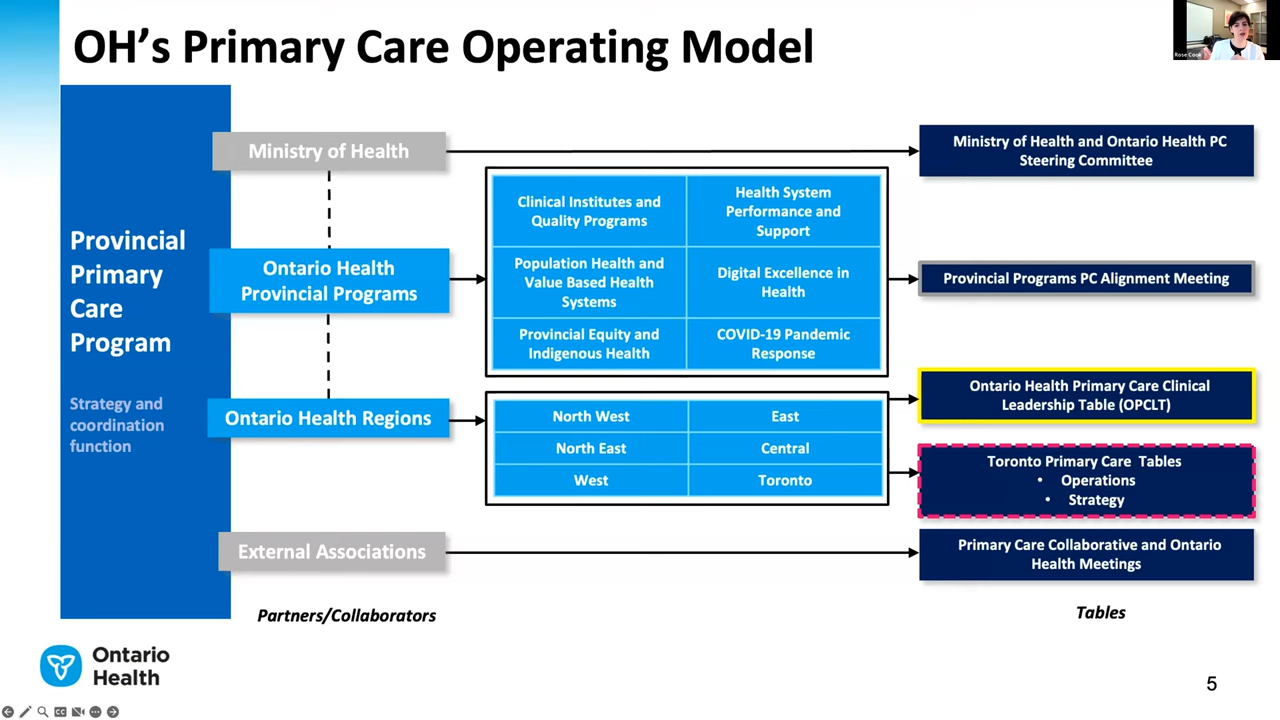 OH's Primary Care Operating Model
Rose Cook
Provincial
Primary
Care
Program
Strategy and
coordination
function
Ministry of Health
Ontario Health
Provincial Programs
Ontario Health Regions
External Associations
Partners/Collaborators
Clinical Institutes and
Quality Programs
Health System
Performance and
Support
Population Health and
Value Based Health
Systems
Digital Excellence in
Health
Provincial Equity and
Indigenous Health
COVID-19 Pandemic
Response
North West
East
North East
Central
West
Toronto
Ministry of Health and Ontario Health PC
Steering Committee
Provincial Programs PC Alignment Meeting
Ontario Health Primary Care Clinical
Leadership Table (OPCLT)
Toronto Primary Care Tables
• Operations
• Strategy
Primary Care Collaborative and Ontario
Health Meetings
Tables
Ontario
Health
5
CC